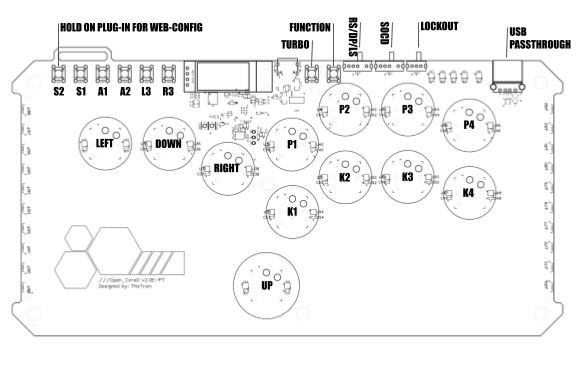 HOLD ON PLUG-IN FOR WEB-CONFIG
FUNCTION
TURBO
RS/DP/LS
SOCD
LOCKOUT
USB
PASSTHROUGH
S2 S1 A1 A2 L3 R3
P2 P3 P4
LEFT DOWN P1
RIGHT K2 K3 K4
K1
UP
///Open_Core0 v2.0E-PT
Designed by: TheTrain